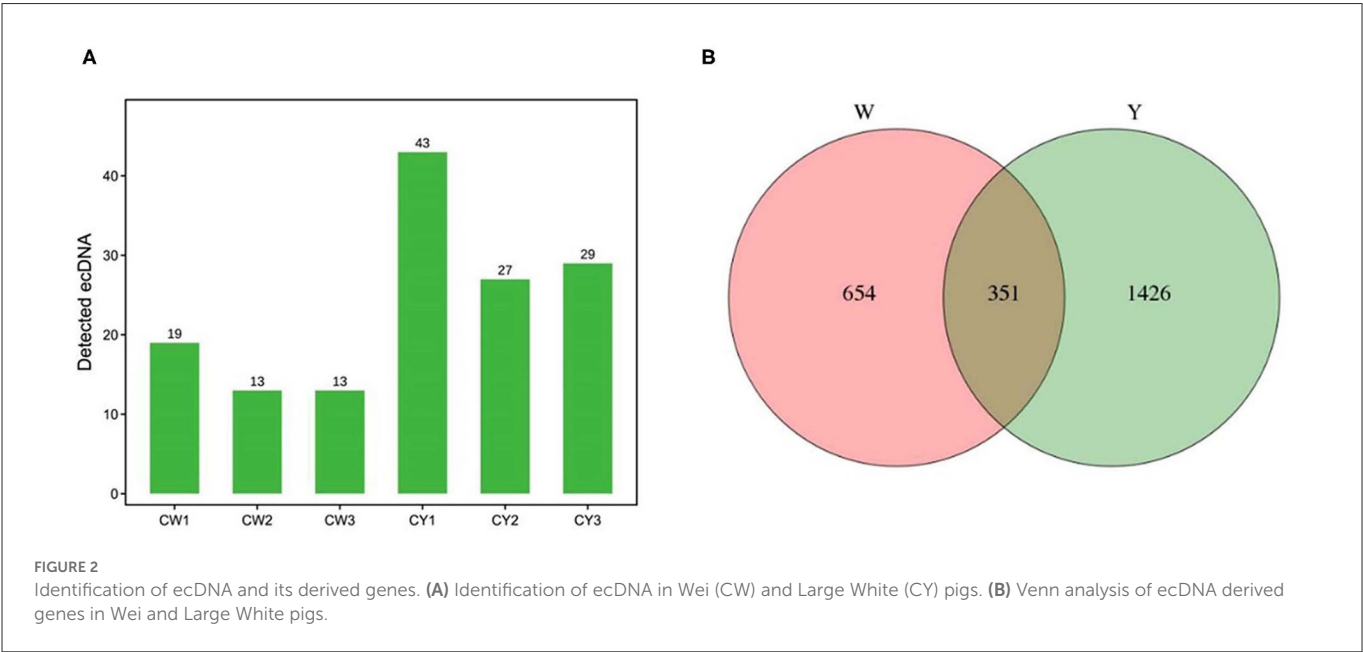 A
Detected ecDNA
40
30
20
10
0
19
13
13
43
27
29
CW1 CW2 CW3 CY1 CY2 CY3
B
W Y
654 351 1426
FIGURE 2
Identification of ecDNA and its derived genes. (A) Identification of ecDNA in Wei (CW) and Large White (CY) pigs. (B) Venn analysis of ecDNA derived
genes in Wei and Large White pigs.